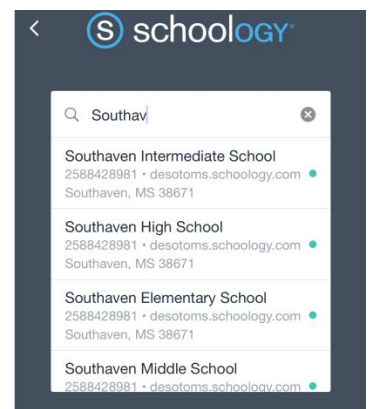 S schoology
Southav
Southaven Intermediate School
2588428981 • desotoms.schoology.com
Southaven, MS 38671
Southaven High School
2588428981 • desotoms.schoology.com
Southaven, MS 38671
Southaven Elementary School
2588428981 • desotoms.schoology.com
Southaven, MS 38671
Southaven Middle School
2588428981 • desotoms.schoology.com